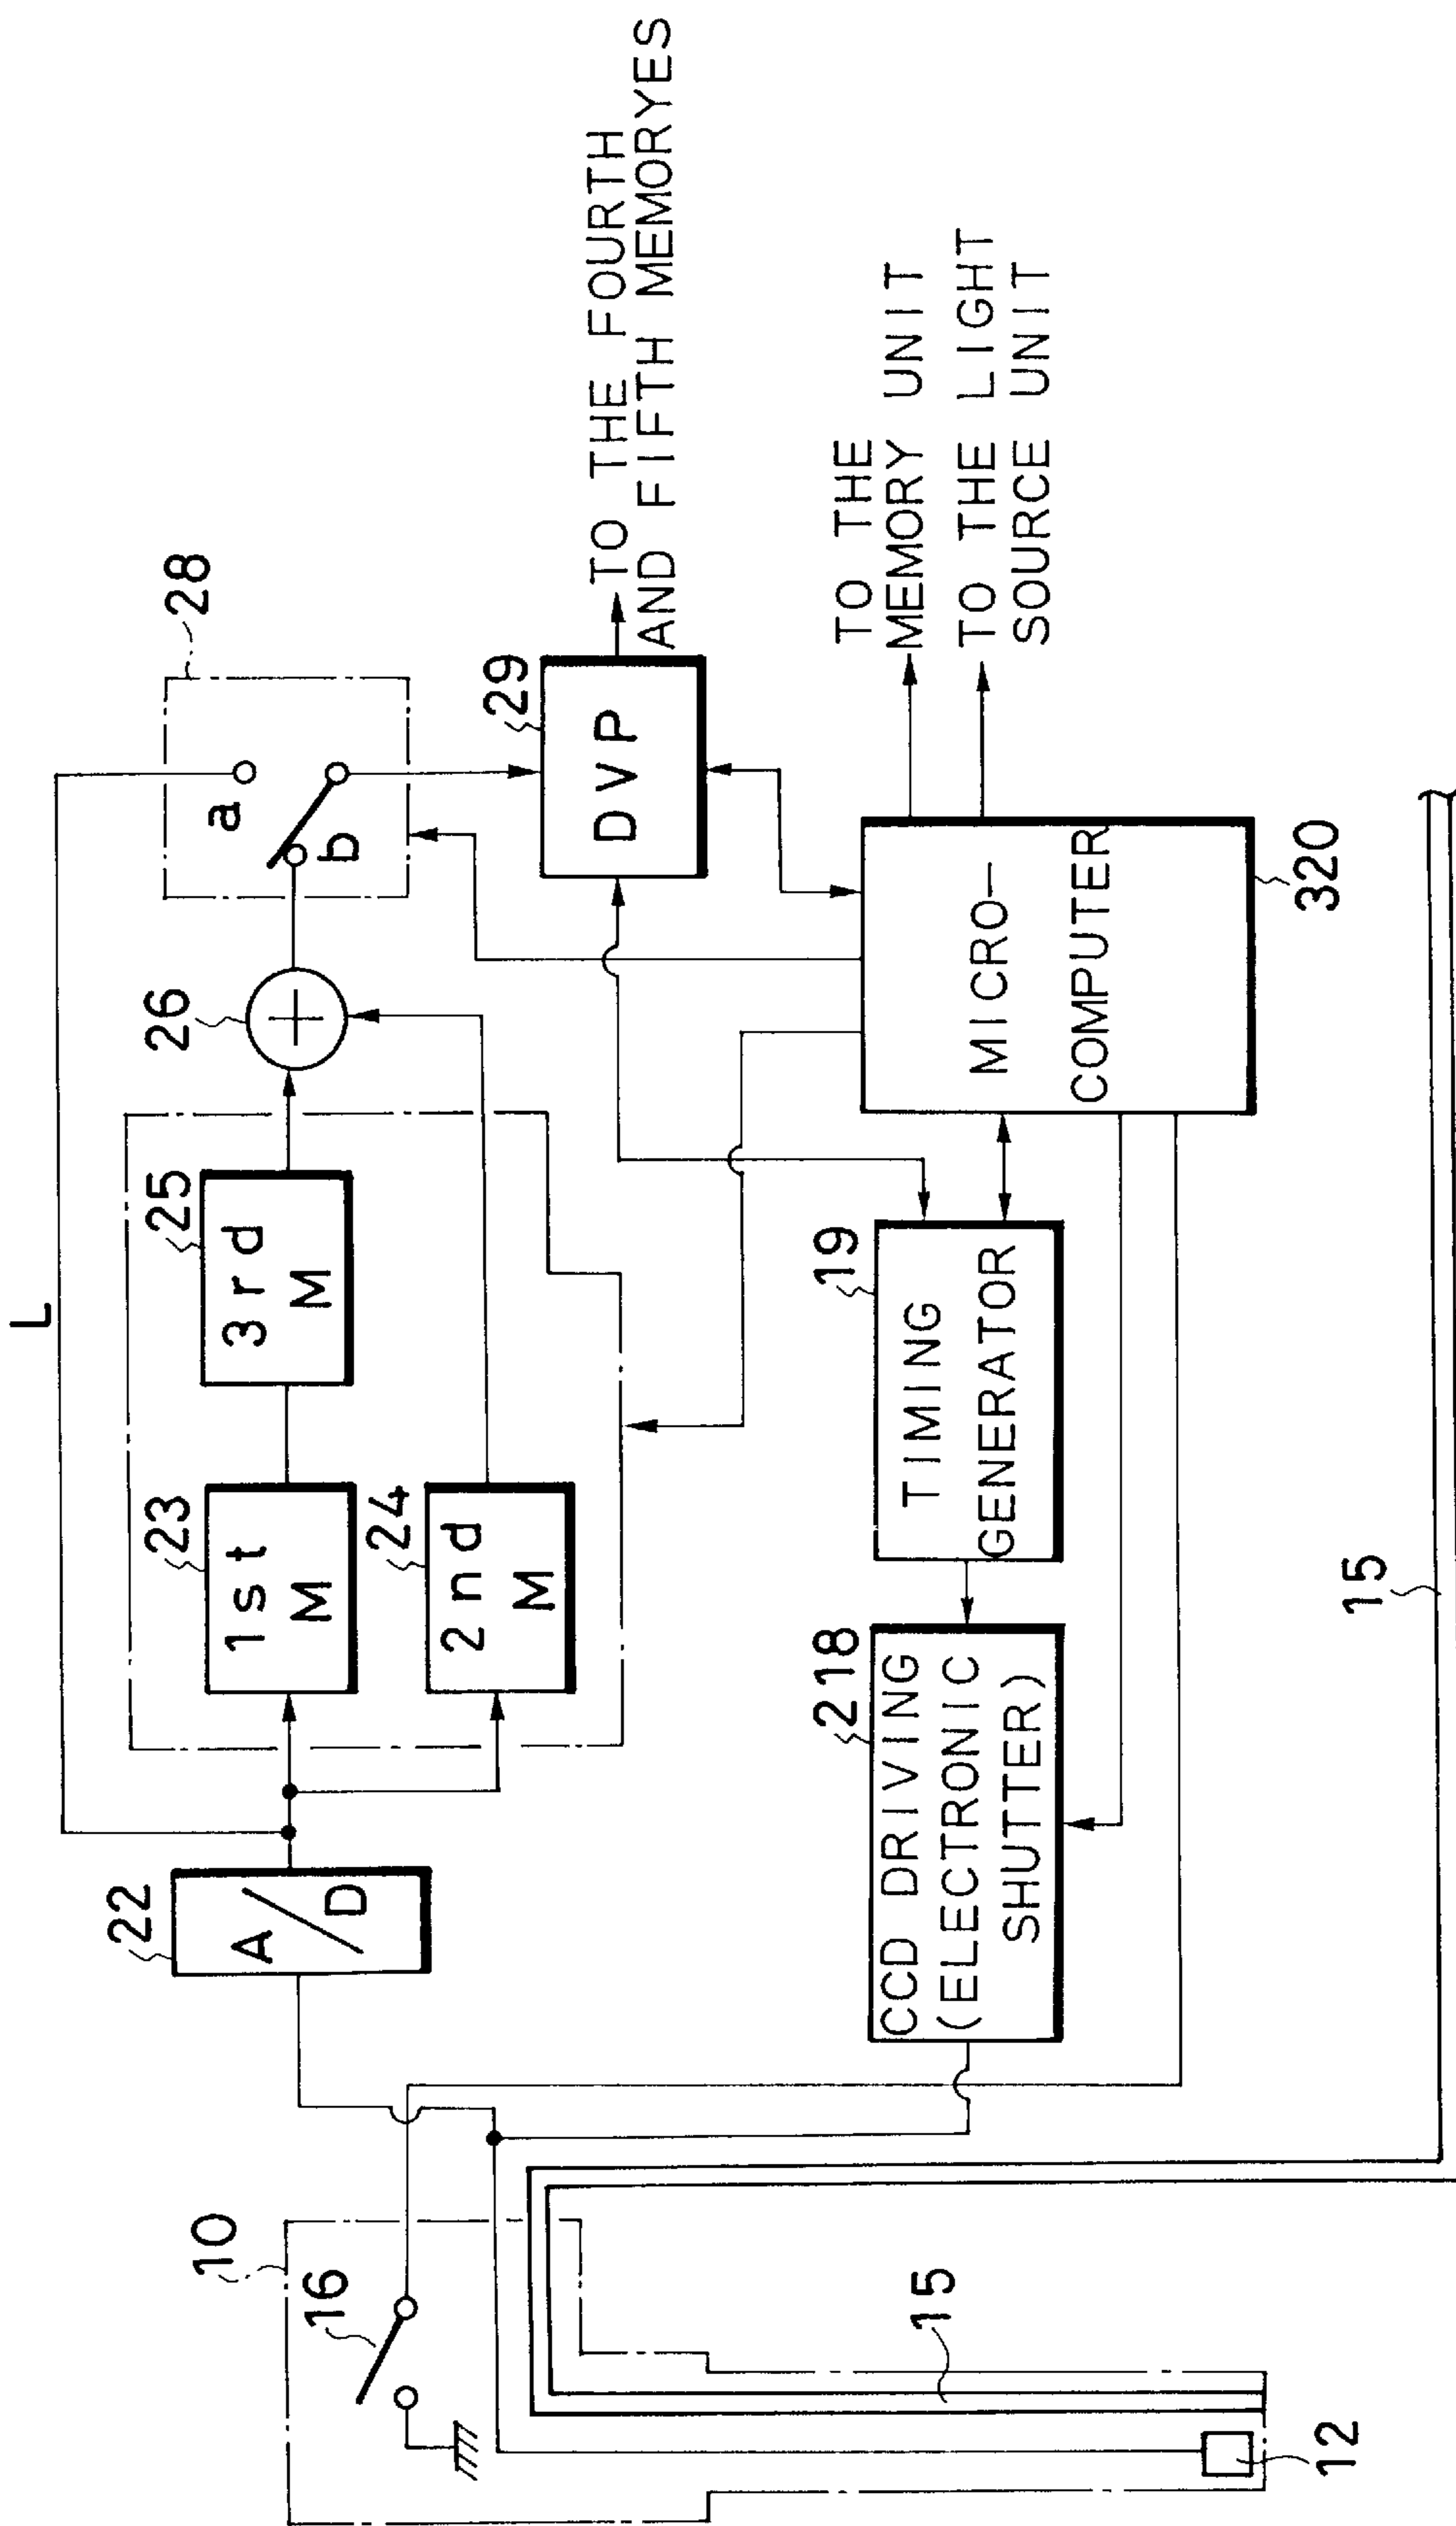 L
22
A/D
23
1st
M
25
3rd
M
24
2nd
M
26
28
a
b
29
DVP
TO THE FOURTH
AND FIFTH MEMORYES
10
16
218
CCD DRIVING
(ELECTRONIC
SHUTTER)
19
TIMING
GENERATOR
MICRO-
COMPUTER
320
TO THE
MEMORY UNIT
TO THE LIGHT
SOURCE UNIT
15
15
12